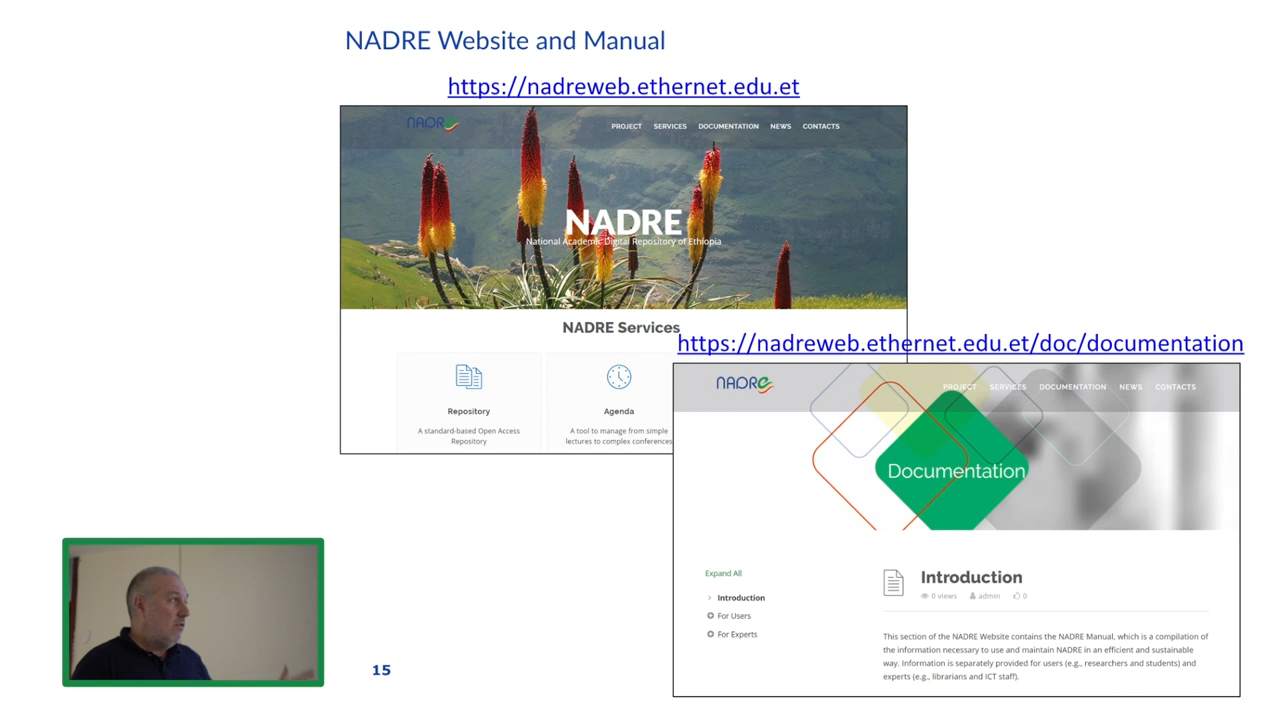 NADRE Website and Manual
https://nadreweb.ethernet.edu.et
NADRE
PROJECT SERVICES DOCUMENTATION NEWS CONTACTS
NADRE
National Academic Digital Repository of Ethiopia
NADRE Services
Repository
A standard-based Open Access
Repository
Agenda
A tool to manage from simple
lectures to complex conferences
https://nadreweb.ethernet.edu.et/doc/documentation
NADRe
PROJECT SERVICES DOCUMENTATION NEWS CONTACTS
Documentation
Expand All
Introduction
For Users
For Experts
Introduction
0 views admin 0
This section of the NADRE Website contains the NADRE Manual, which is a compilation of
the information necessary to use and maintain NADRE in an efficient and sustainable
way. Information is separately provided for users (e.g., researchers and students) and
experts (e.g., librarians and ICT staff).
15